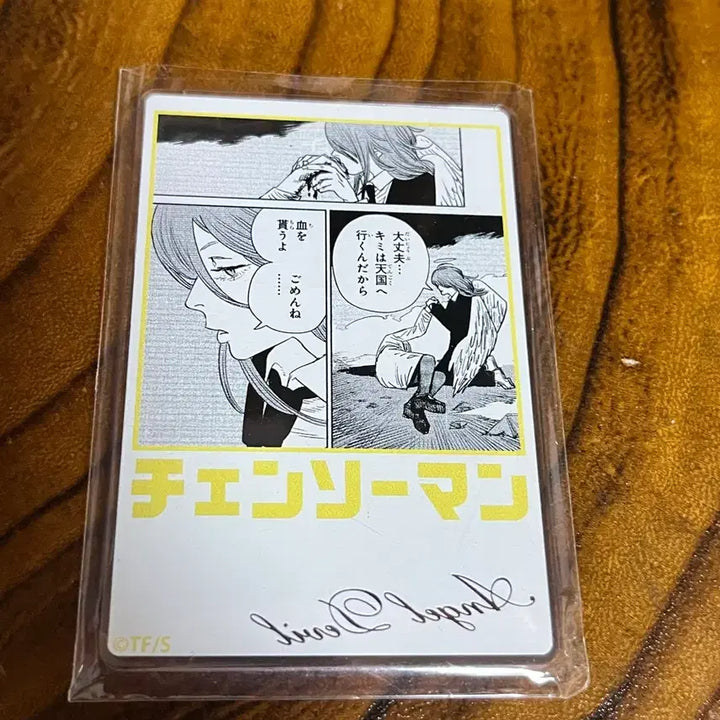 大丈夫…
キミは天国へ
行くんだから
血を
貰うよ
ごめんね
……
チェンソーマン
Angel Devil
©TF/S